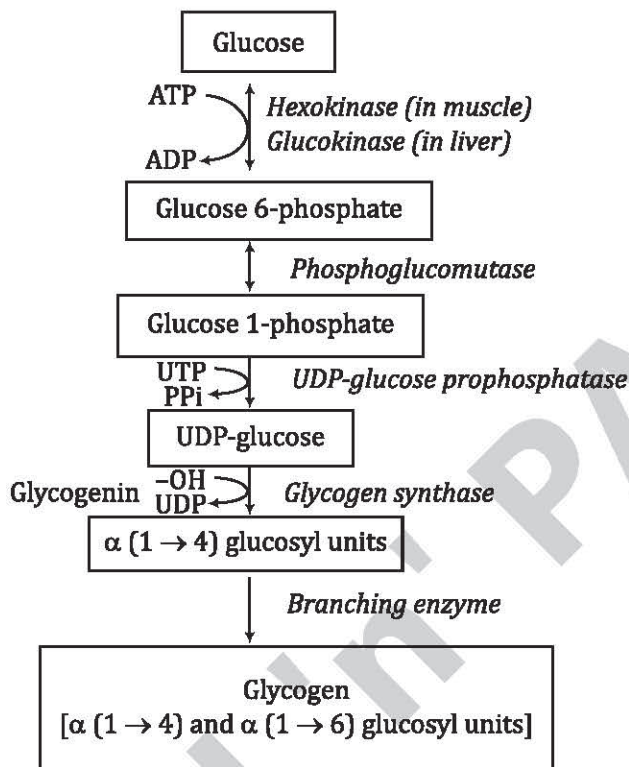 Glucose
ATP
Hexokinase (in muscle)
Glucokinase (in liver)
ADP
Glucose 6-phosphate
Phosphoglucomutase
Glucose 1-phosphate
UTP
PPi
UDP-glucose prophosphatase
UDP-glucose
Glycogenin
–OH
UDP
Glycogen synthase
α (1 → 4) glucosyl units
Branching enzyme
Glycogen
[α (1 → 4) and α (1 → 6) glucosyl units]